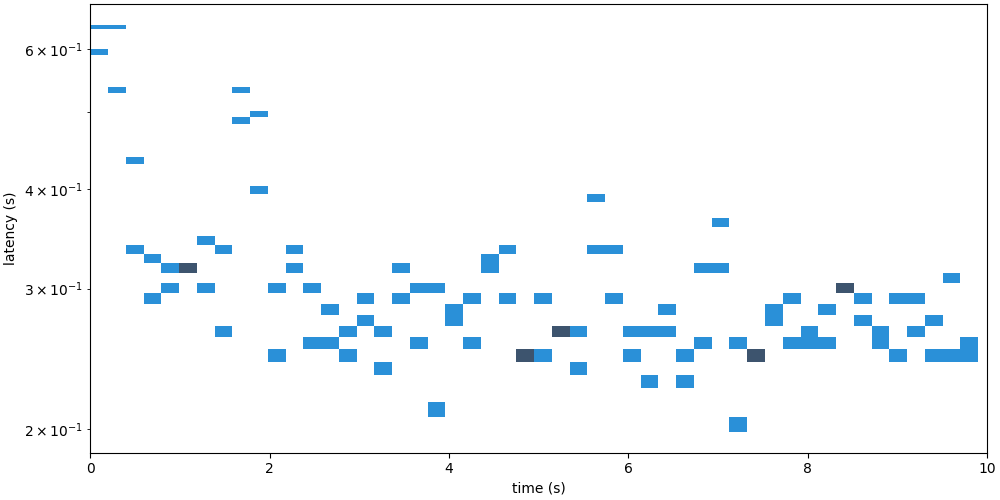 6 × 10⁻¹
4 × 10⁻¹
3 × 10⁻¹
2 × 10⁻¹
latency (s)
0 2 4 6 8 10
time (s)